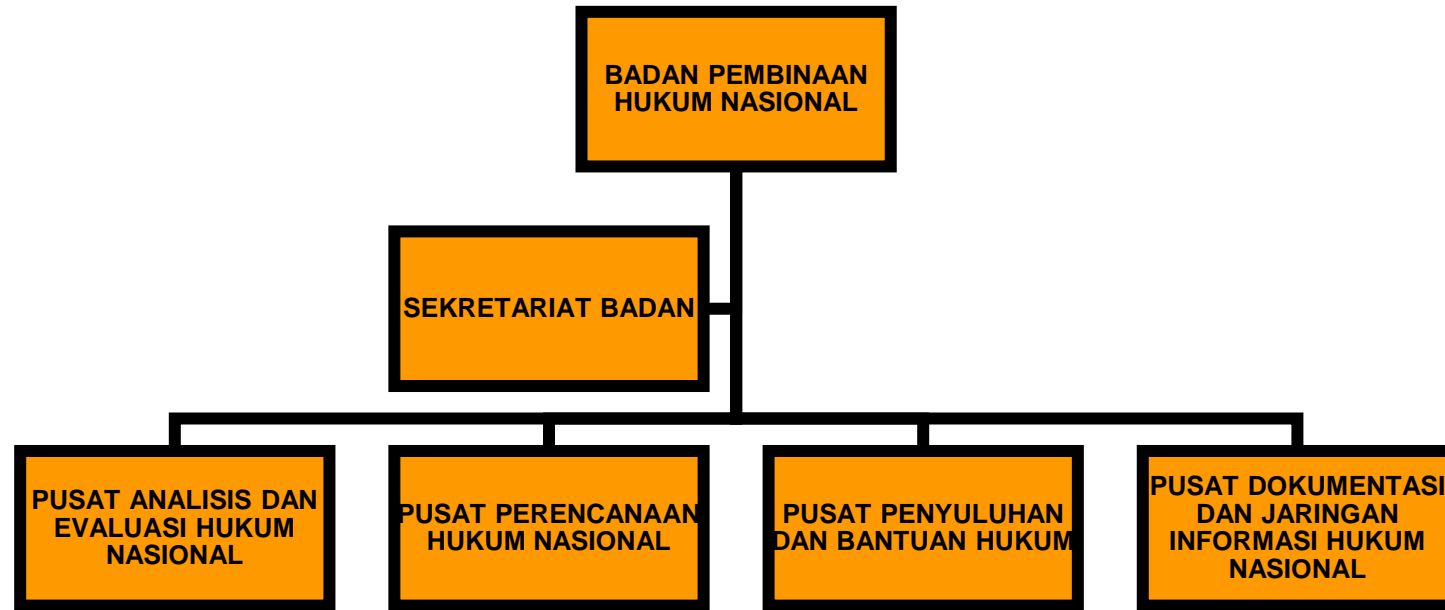 BADAN PEMBINAAN
HUKUM NASIONAL
SEKRETARIAT BADAN
PUSAT ANALISIS DAN
EVALUASI HUKUM
NASIONAL
PUSAT PERENCANAAN
HUKUM NASIONAL
PUSAT PENYULUHAN
DAN BANTUAN HUKUM
PUSAT DOKUMENTASI
DAN JARINGAN
INFORMASI HUKUM
NASIONAL